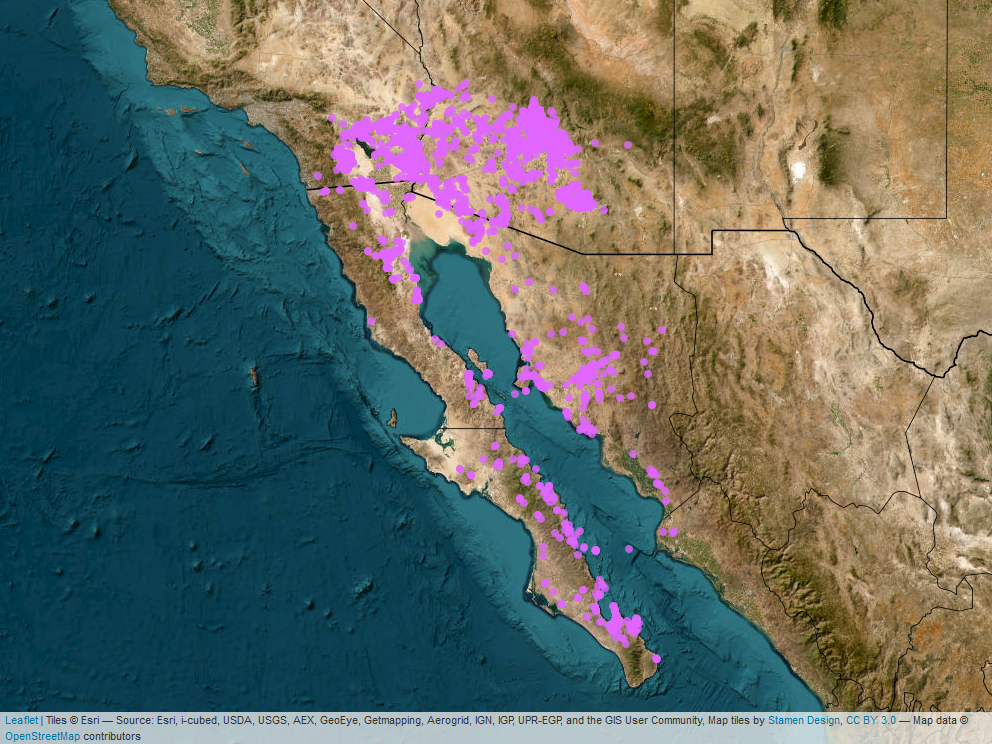 Leaflet | Tiles © Esri — Source: Esri, i-cubed, USDA, USGS, AEX, GeoEye, Getmapping, Aerogrid, IGN, IGP, UPR-EGP, and the GIS User Community, Map tiles by Stamen Design, CC BY 3.0 — Map data ©
OpenStreetMap contributors